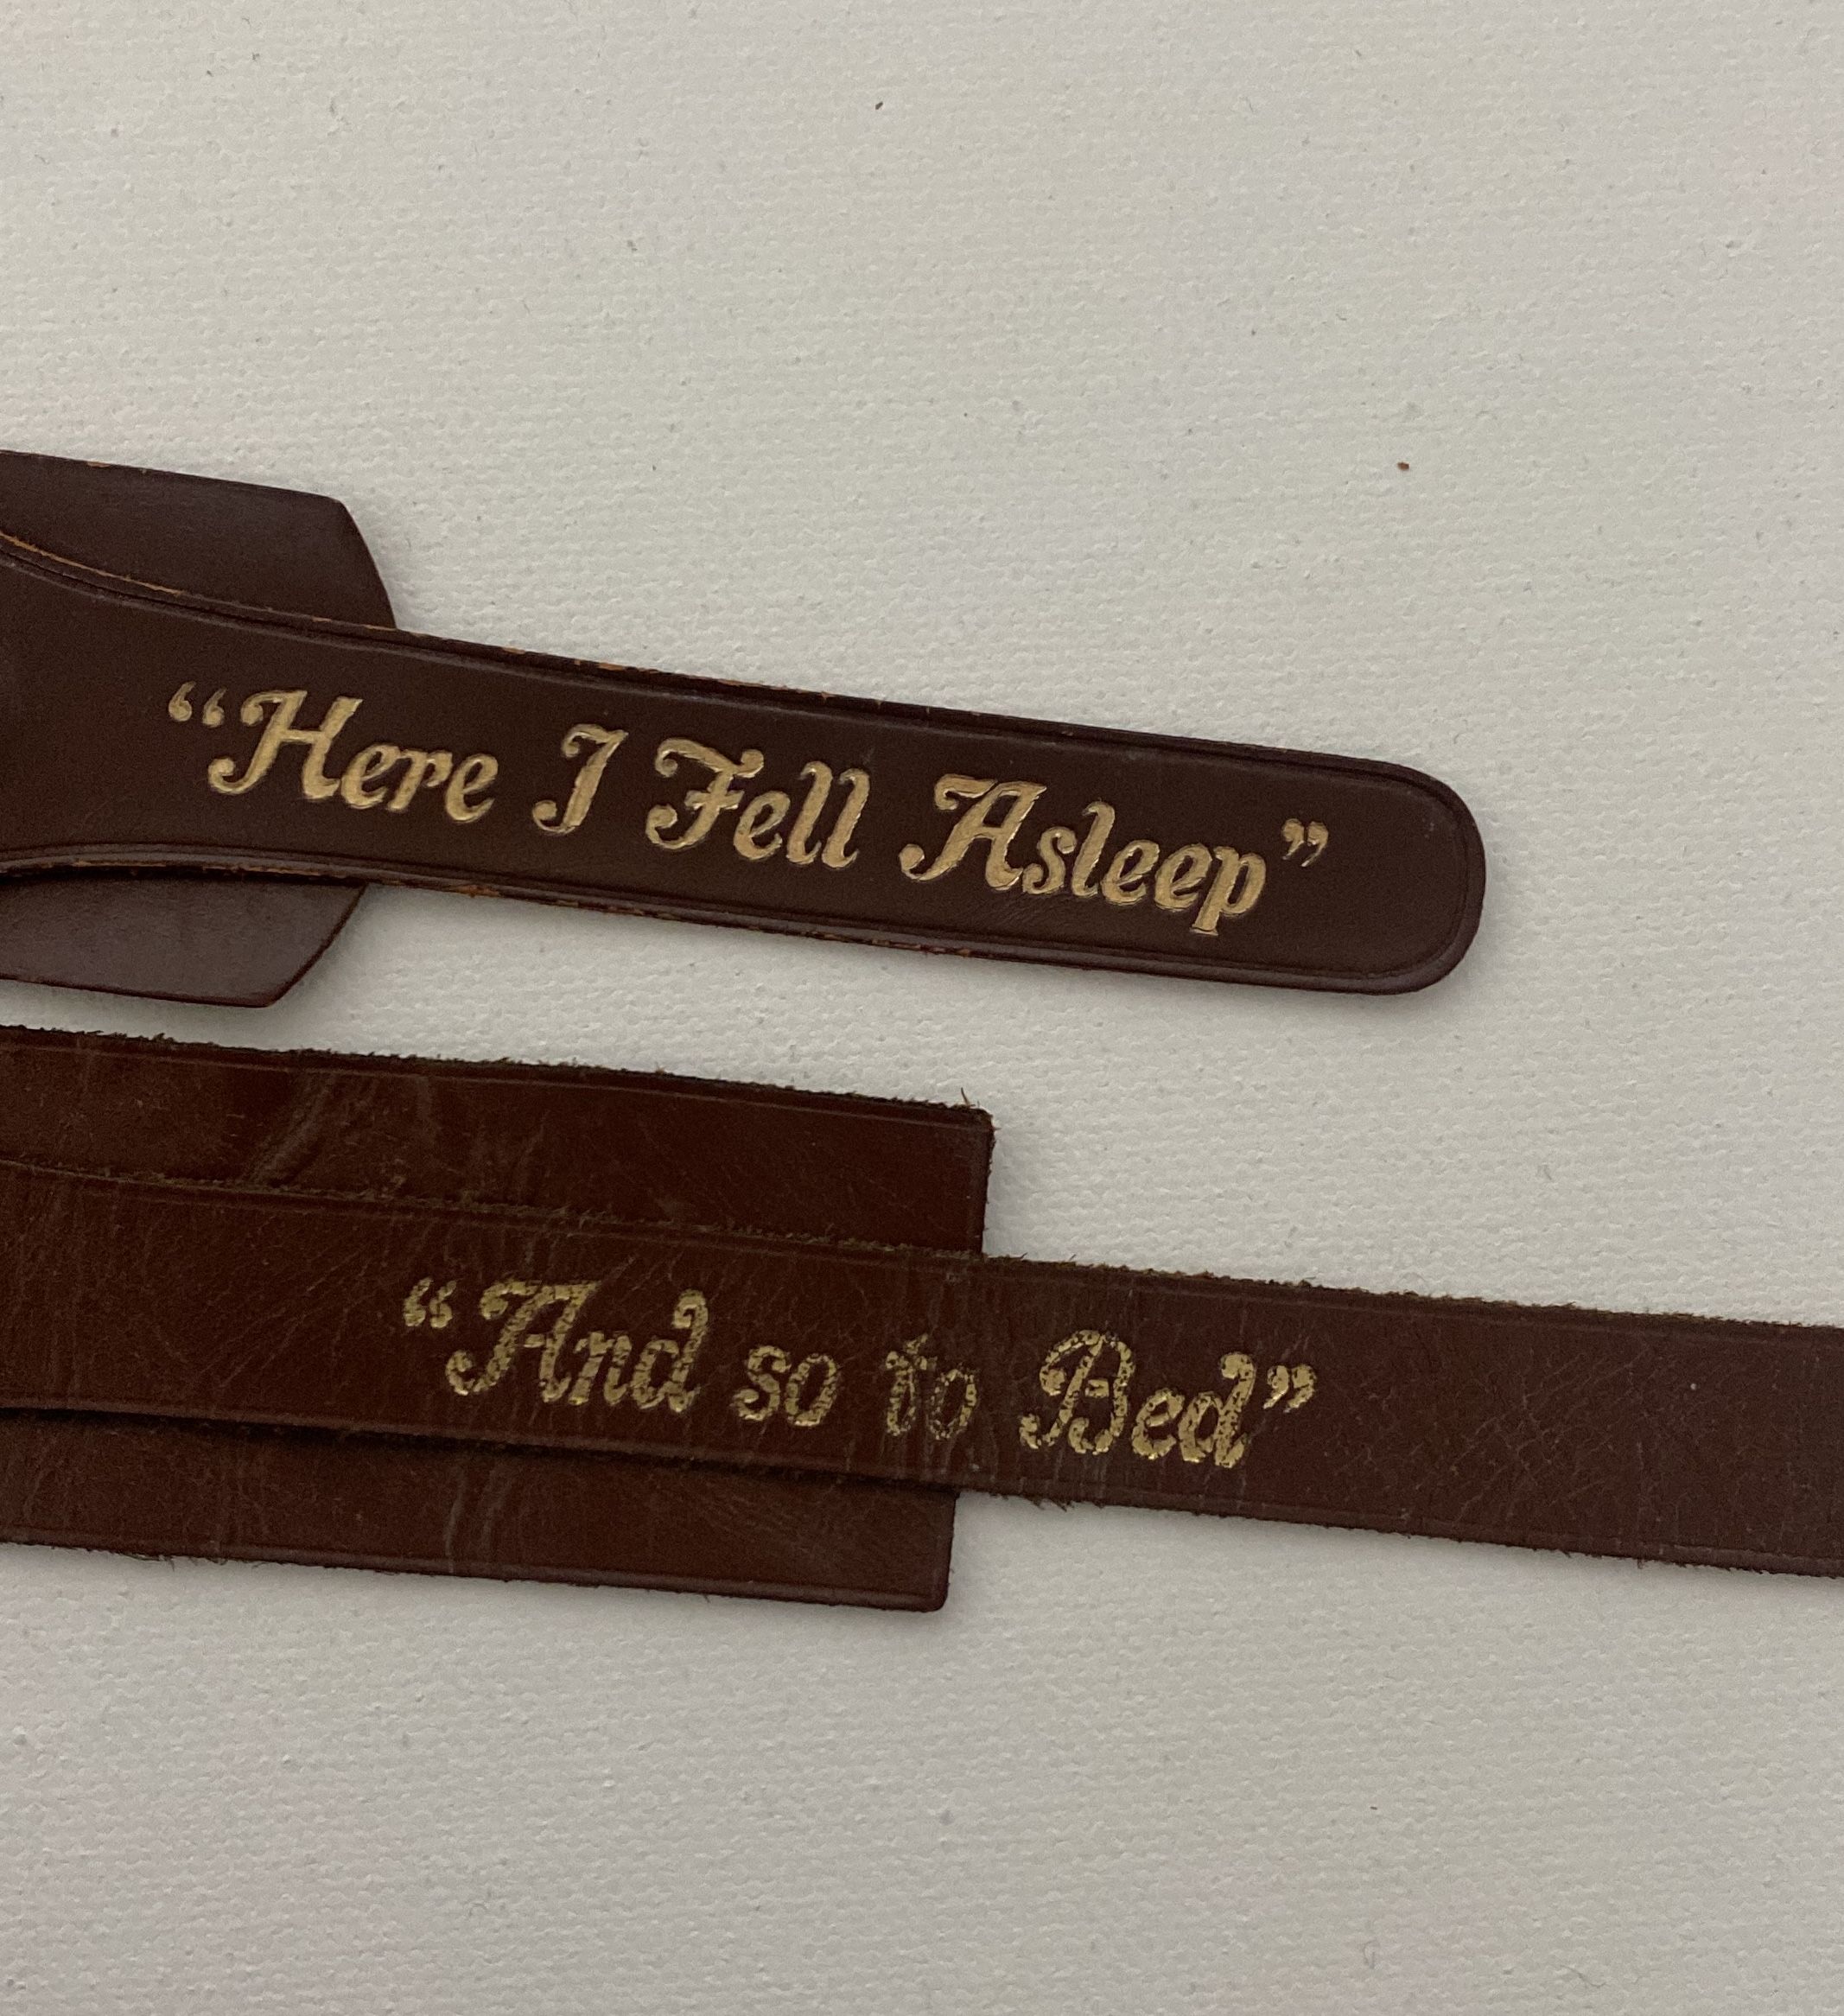 “Here I Fell Asleep”
“And so to Bed”